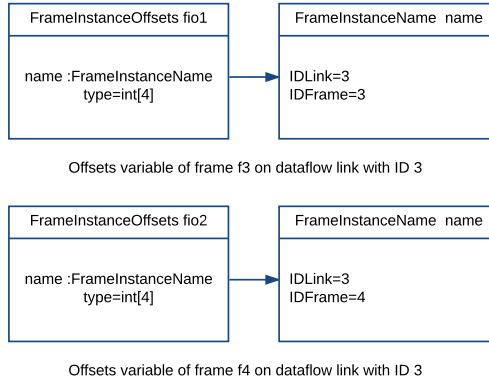 FrameInstanceOffsets fio1
FrameInstanceName name
name :FrameInstanceName
type=int[4]
IDLink=3
IDFrame=3
Offsets variable of frame f3 on dataflow link with ID 3
FrameInstanceOffsets fio2
FrameInstanceName name
name :FrameInstanceName
type=int[4]
IDLink=3
IDFrame=4
Offsets variable of frame f4 on dataflow link with ID 3